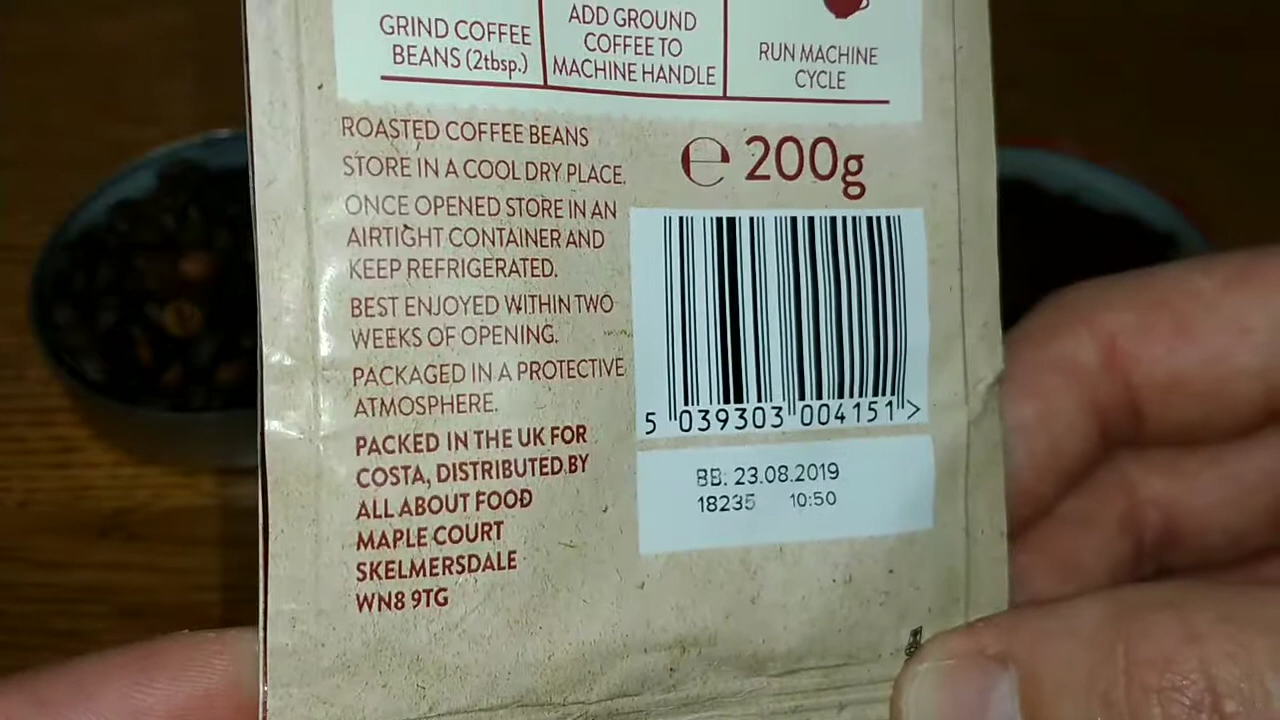 GRIND COFFEE
BEANS (2tbsp.)
ADD GROUND
COFFEE TO
MACHINE HANDLE
RUN MACHINE
CYCLE
ROASTED COFFEE BEANS
STORE IN A COOL DRY PLACE.
ONCE OPENED STORE IN AN
AIRTIGHT CONTAINER AND
KEEP REFRIGERATED.
BEST ENJOYED WITHIN TWO
WEEKS OF OPENING.
PACKAGED IN A PROTECTIVE
ATMOSPHERE.
PACKED IN THE UK FOR
COSTA, DISTRIBUTED BY
ALL ABOUT FOOD
MAPLE COURT
SKELMERSDALE
WN8 9TG
℮ 200g
5 039303 004151 >
BB: 23.08.2019
18235 10:50